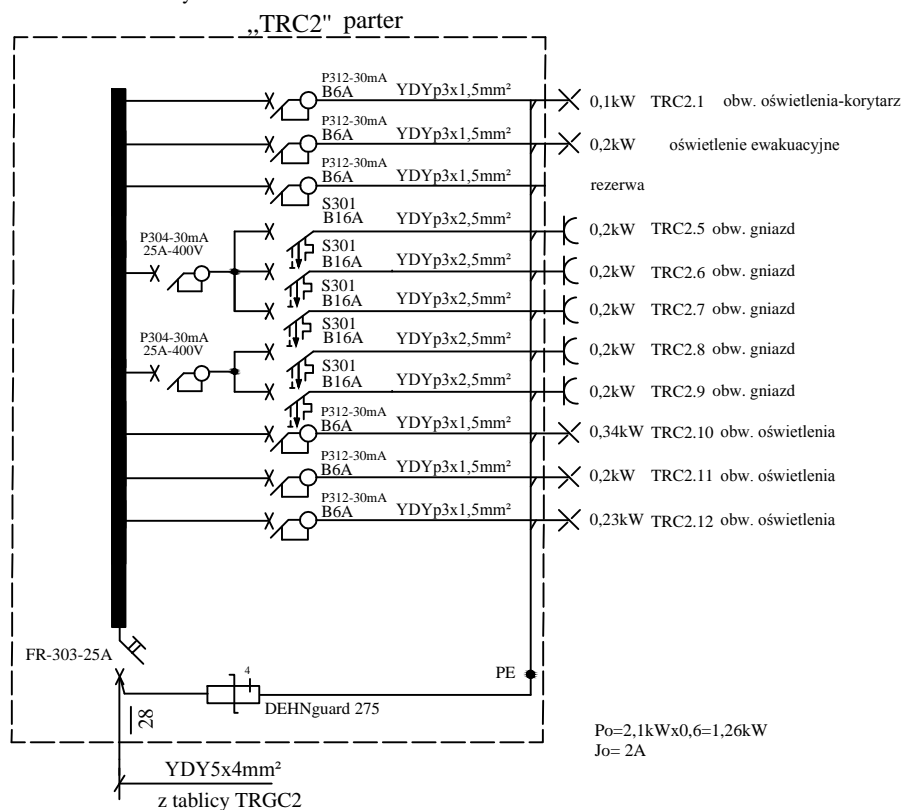 „TRC2" parter
P312-30mA
B6A YDYp3x1,5mm² 0,1kW TRC2.1 obw. oświetlenia-korytarz
P312-30mA
B6A YDYp3x1,5mm² 0,2kW oświetlenie ewakuacyjne
P312-30mA
B6A YDYp3x1,5mm² rezerwa
S301
B16A YDYp3x2,5mm² 0,2kW TRC2.5 obw. gniazd
P304-30mA
25A-400V
S301
B16A YDYp3x2,5mm² 0,2kW TRC2.6 obw. gniazd
S301
B16A YDYp3x2,5mm² 0,2kW TRC2.7 obw. gniazd
P304-30mA
25A-400V
S301
B16A YDYp3x2,5mm² 0,2kW TRC2.8 obw. gniazd
S301
B16A YDYp3x2,5mm² 0,2kW TRC2.9 obw. gniazd
P312-30mA
B6A YDYp3x1,5mm² 0,34kW TRC2.10 obw. oświetlenia
P312-30mA
B6A YDYp3x1,5mm² 0,2kW TRC2.11 obw. oświetlenia
P312-30mA
B6A YDYp3x1,5mm² 0,23kW TRC2.12 obw. oświetlenia
FR-303-25A
PE
4
DEHNguard 275
28
Po=2,1kWx0,6=1,26kW
Jo= 2A
YDY5x4mm²
z tablicy TRGC2